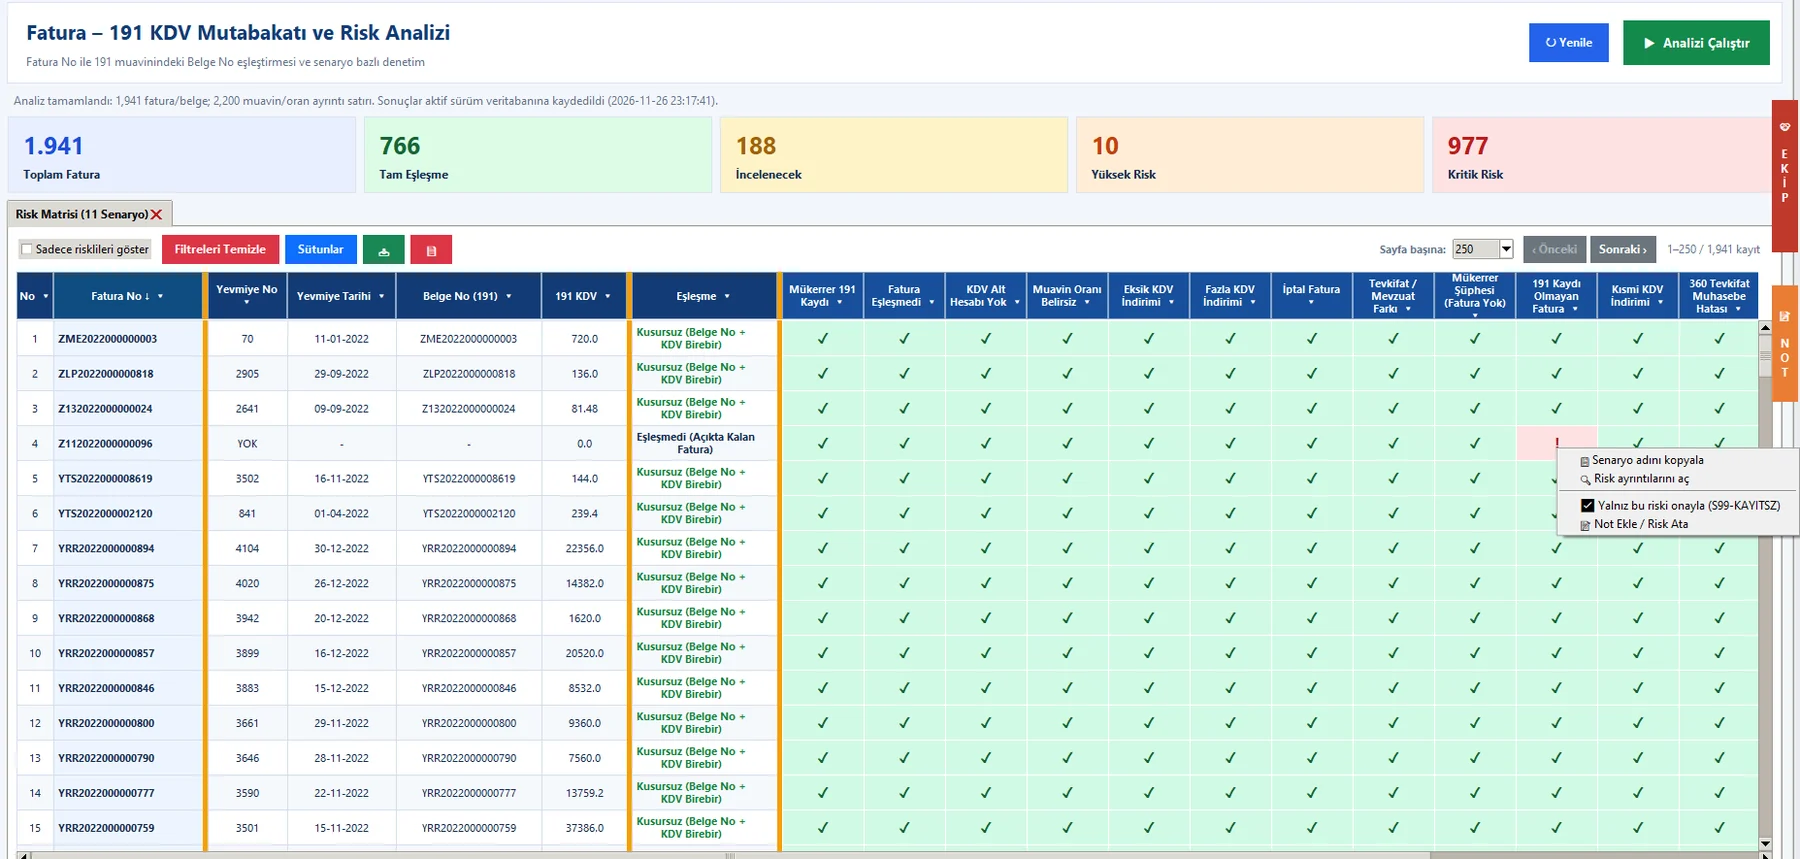 Fatura – 191 KDV Mutabakatı ve Risk Analizi
Fatura No ile 191 muavinindeki Belge No eşleştirmesi ve senaryo bazlı denetim
↻ Yenile
▶ Analizi Çalıştır
Analiz tamamlandı: 1,941 fatura/belge; 2,200 muavin/oran ayrıntı satırı. Sonuçlar aktif sürüm veritabanına kaydedildi (2026-11-26 23:17:41).
1.941
Toplam Fatura
766
Tam Eşleşme
188
İncelenecek
10
Yüksek Risk
977
Kritik Risk
EKİP
NOT
Risk Matrisi (11 Senaryo)
Sadece risklileri göster
Filtreleri Temizle
Sütunlar
Sayfa başına: 250
‹ Önceki
Sonraki ›
1–250 / 1,941 kayıt
No ▾ Fatura No ↓ ▾ Yevmiye No ▾ Yevmiye Tarihi ▾ Belge No (191) ▾ 191 KDV ▾ Eşleşme ▾ Mükerrer 191 Kaydı ▾ Fatura Eşleşmedi ▾ KDV Alt Hesabı Yok ▾ Muavin Oranı Belirsiz ▾ Eksik KDV İndirimi ▾ Fazla KDV İndirimi ▾ İptal Fatura ▾ Tevkifat / Mevzuat Farkı ▾ Mükerrer Şüphesi (Fatura Yok) ▾ 191 Kaydı Olmayan Fatura ▾ Kısmi KDV İndirimi ▾ 360 Tevkifat Muhasebe Hatası ▾
1 ZME2022000000003 70 11-01-2022 ZME2022000000003 720.0 Kusursuz (Belge No + KDV Birebir) ✓ ✓ ✓ ✓ ✓ ✓ ✓ ✓ ✓ ✓ ✓ ✓
2 ZLP2022000000818 2905 29-09-2022 ZLP2022000000818 136.0 Kusursuz (Belge No + KDV Birebir) ✓ ✓ ✓ ✓ ✓ ✓ ✓ ✓ ✓ ✓ ✓ ✓
3 Z132022000000024 2641 09-09-2022 Z132022000000024 81.48 Kusursuz (Belge No + KDV Birebir) ✓ ✓ ✓ ✓ ✓ ✓ ✓ ✓ ✓ ✓ ✓ ✓
4 Z112022000000096 YOK - - 0.0 Eşleşmedi (Açıkta Kalan Fatura) ✓ ✓ ✓ ✓ ✓ ✓ ✓ ✓ ✓ ! ✓ ✓
5 YTS2022000008619 3502 16-11-2022 YTS2022000008619 144.0 Kusursuz (Belge No + KDV Birebir) ✓ ✓ ✓ ✓ ✓ ✓ ✓ ✓ ✓
6 YTS2022000002120 841 01-04-2022 YTS2022000002120 239.4 Kusursuz (Belge No + KDV Birebir) ✓ ✓ ✓ ✓ ✓ ✓ ✓ ✓ ✓
7 YRR2022000000894 4104 30-12-2022 YRR2022000000894 22356.0 Kusursuz (Belge No + KDV Birebir) ✓ ✓ ✓ ✓ ✓ ✓ ✓ ✓ ✓ ✓ ✓ ✓
8 YRR2022000000875 4020 26-12-2022 YRR2022000000875 14382.0 Kusursuz (Belge No + KDV Birebir) ✓ ✓ ✓ ✓ ✓ ✓ ✓ ✓ ✓ ✓ ✓ ✓
9 YRR2022000000868 3942 20-12-2022 YRR2022000000868 1620.0 Kusursuz (Belge No + KDV Birebir) ✓ ✓ ✓ ✓ ✓ ✓ ✓ ✓ ✓ ✓ ✓ ✓
10 YRR2022000000857 3899 16-12-2022 YRR2022000000857 20520.0 Kusursuz (Belge No + KDV Birebir) ✓ ✓ ✓ ✓ ✓ ✓ ✓ ✓ ✓ ✓ ✓ ✓
11 YRR2022000000846 3883 15-12-2022 YRR2022000000846 8532.0 Kusursuz (Belge No + KDV Birebir) ✓ ✓ ✓ ✓ ✓ ✓ ✓ ✓ ✓ ✓ ✓ ✓
12 YRR2022000000800 3661 29-11-2022 YRR2022000000800 9360.0 Kusursuz (Belge No + KDV Birebir) ✓ ✓ ✓ ✓ ✓ ✓ ✓ ✓ ✓ ✓ ✓ ✓
13 YRR2022000000790 3646 28-11-2022 YRR2022000000790 7560.0 Kusursuz (Belge No + KDV Birebir) ✓ ✓ ✓ ✓ ✓ ✓ ✓ ✓ ✓ ✓ ✓ ✓
14 YRR2022000000777 3590 22-11-2022 YRR2022000000777 13759.2 Kusursuz (Belge No + KDV Birebir) ✓ ✓ ✓ ✓ ✓ ✓ ✓ ✓ ✓ ✓ ✓ ✓
15 YRR2022000000759 3501 15-11-2022 YRR2022000000759 37386.0 Kusursuz (Belge No + KDV Birebir) ✓ ✓ ✓ ✓ ✓ ✓ ✓ ✓ ✓ ✓ ✓ ✓
Senaryo adını kopyala
Risk ayrıntılarını aç
Yalnız bu riski onayla (S99-KAYITSZ)
Not Ekle / Risk Ata